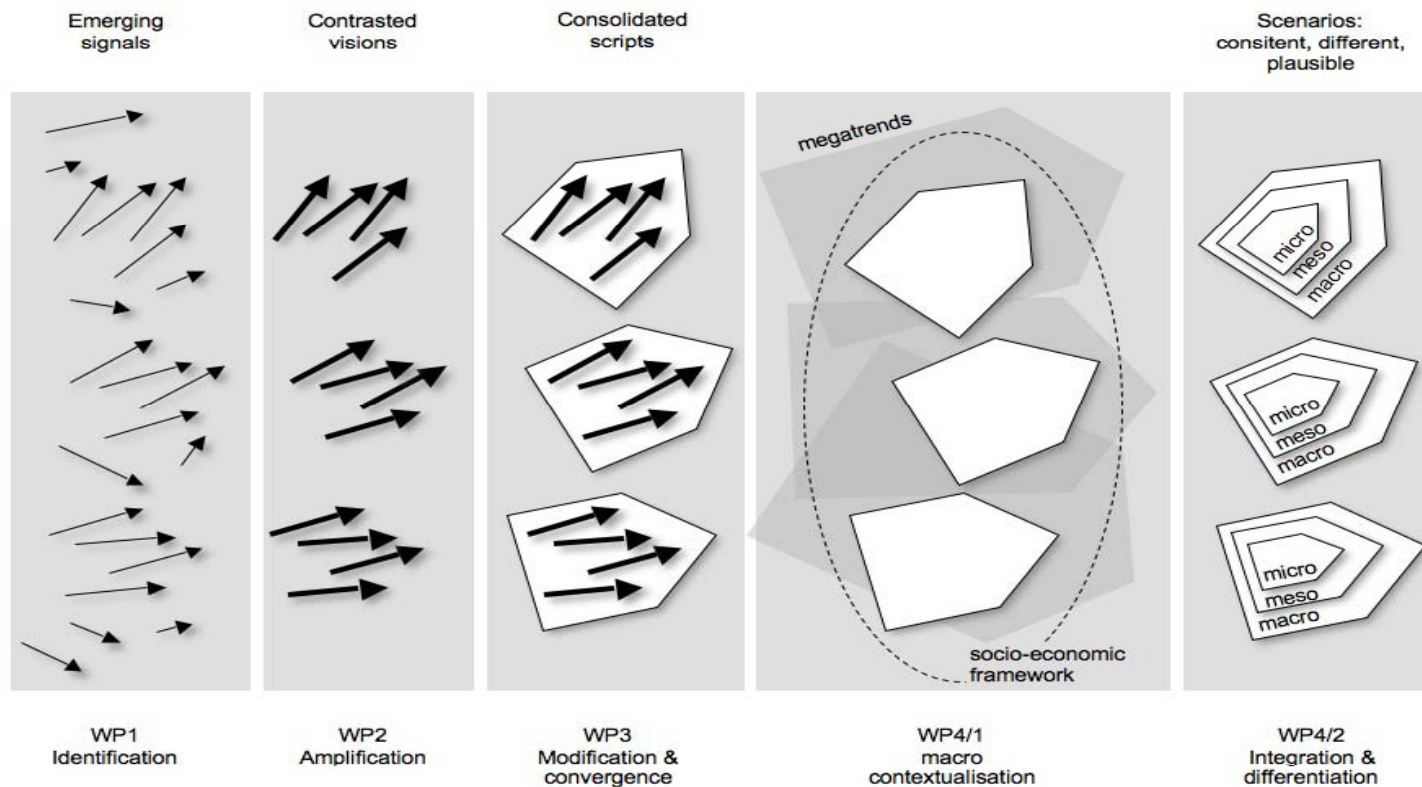 Emerging
signals
Contrasted
visions
Consolidated
scripts
Scenarios:
consitent, different,
plausible
megatrends
socio-economic
framework
micro
meso
macro
micro
meso
macro
micro
meso
macro
WP1
Identification
WP2
Amplification
WP3
Modification &
convergence
WP4/1
macro
contextualisation
WP4/2
Integration &
differentiation